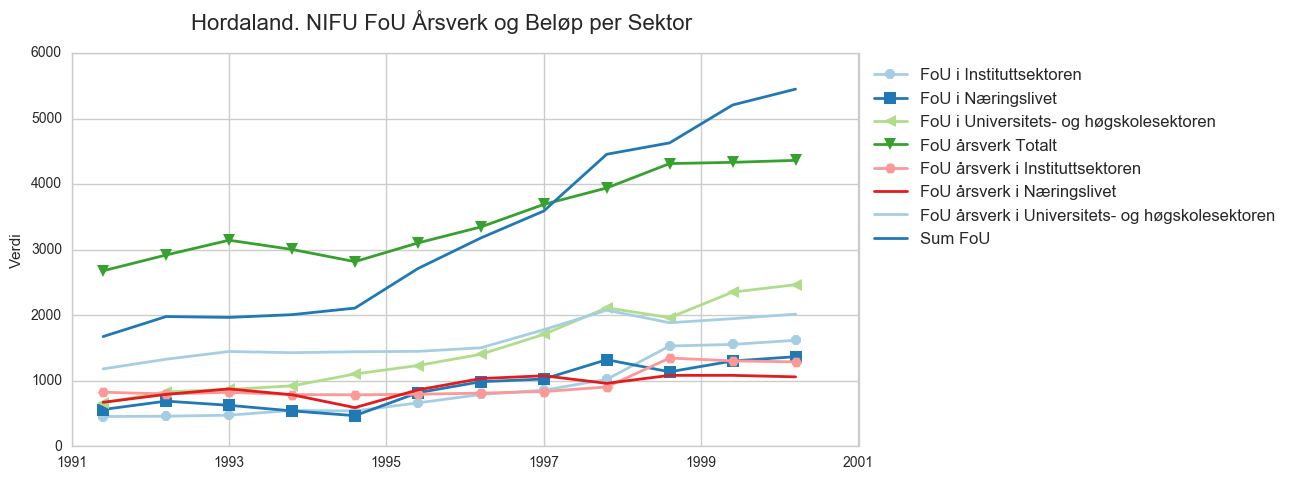 Hordaland. NIFU FoU Årsverk og Beløp per Sektor
Verdi
6000
5000
4000
3000
2000
1000
0
1991
1993
1995
1997
1999
2001
FoU i Instituttsektoren
FoU i Næringslivet
FoU i Universitets- og høgskolesektoren
FoU årsverk Totalt
FoU årsverk i Instituttsektoren
FoU årsverk i Næringslivet
FoU årsverk i Universitets- og høgskolesektoren
Sum FoU